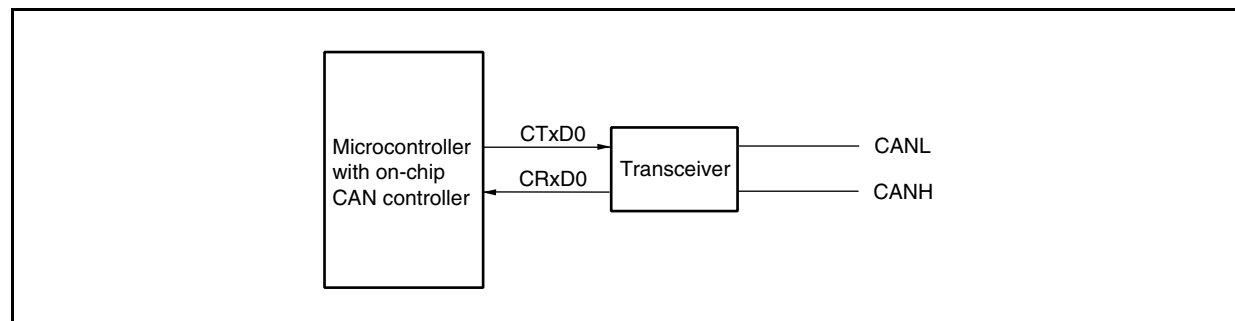 Microcontroller
with on-chip
CAN controller
CTxD0
CRxD0
Transceiver
CANL
CANH